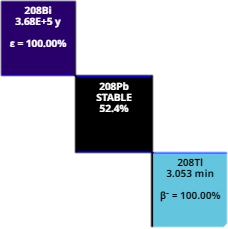 208Bi
3.68E+5 y
ε = 100.00%
208Pb
STABLE
52.4%
208Tl
3.053 min
β⁻ = 100.00%